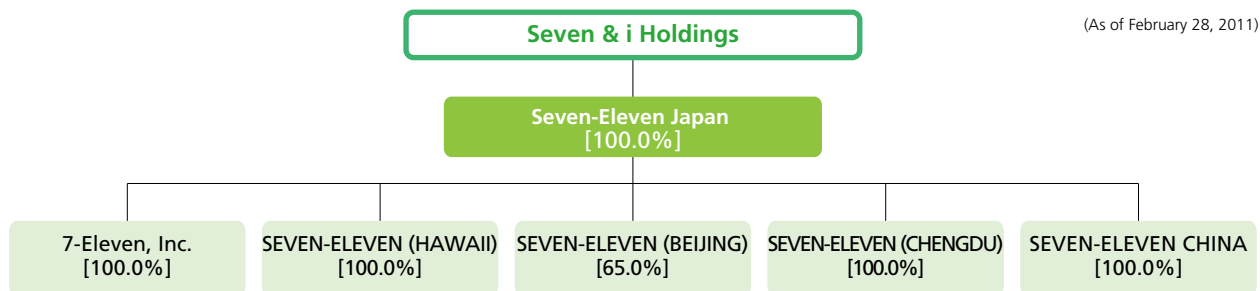 Seven & i Holdings
(As of February 28, 2011)
Seven-Eleven Japan
[100.0%]
7-Eleven, Inc.
[100.0%]
SEVEN-ELEVEN (HAWAII)
[100.0%]
SEVEN-ELEVEN (BEIJING)
[65.0%]
SEVEN-ELEVEN (CHENGDU)
[100.0%]
SEVEN-ELEVEN CHINA
[100.0%]